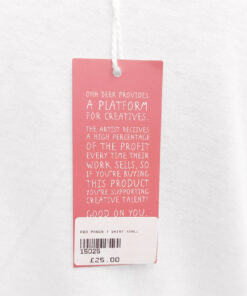 OHH DEER PROVIDES
A PLATFORM
FOR CREATIVES.
THE ARTIST RECEIVES
A HIGH PERCENTAGE
OF THE PROFIT
EVERY TIME THEIR
WORK SELLS, SO
IF YOU'RE BUYING
THIS PRODUCT
YOU'RE SUPPORTING
CREATIVE TALENT!
GOOD ON YOU.
T SHIRT
15025
£25.00